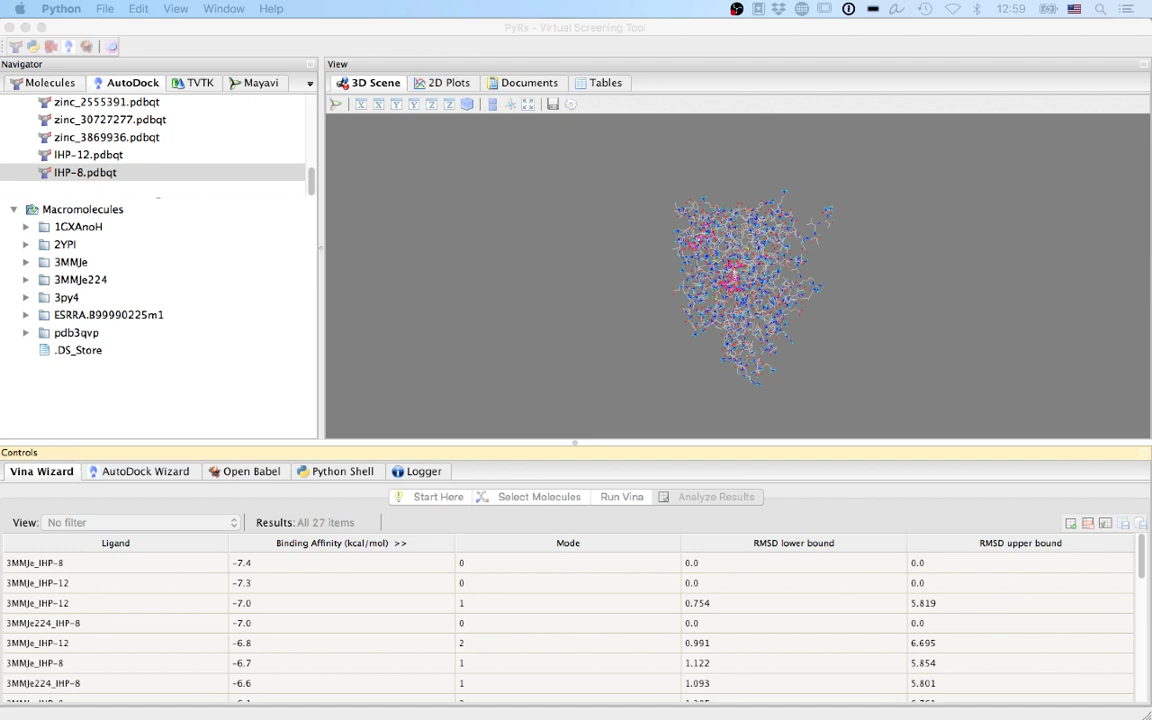 Python File Edit View Window Help 12:59
PyRx - Virtual Screening Tool
Navigator
View
Molecules AutoDock TVTK Mayavi
3D Scene 2D Plots Documents Tables
zinc_2555391.pdbqt
zinc_30727277.pdbqt
zinc_3869936.pdbqt
IHP-12.pdbqt
IHP-8.pdbqt
Macromolecules
1GXAnoH
2YPI
3MMJe
3MMJe224
3py4
ESRRA.B99990225m1
pdb3qvp
.DS_Store
Controls
Vina Wizard AutoDock Wizard Open Babel Python Shell Logger
Start Here Select Molecules Run Vina Analyze Results
View: No filter Results: All 27 items
Ligand Binding Affinity (kcal/mol) >> Mode RMSD lower bound RMSD upper bound
3MMJe_IHP-8 -7.4 0 0.0 0.0
3MMJe_IHP-12 -7.3 0 0.0 0.0
3MMJe_IHP-12 -7.0 1 0.754 5.819
3MMJe224_IHP-8 -7.0 0 0.0 0.0
3MMJe_IHP-12 -6.8 2 0.991 6.695
3MMJe_IHP-8 -6.7 1 1.122 5.854
3MMJe224_IHP-8 -6.6 1 1.093 5.801